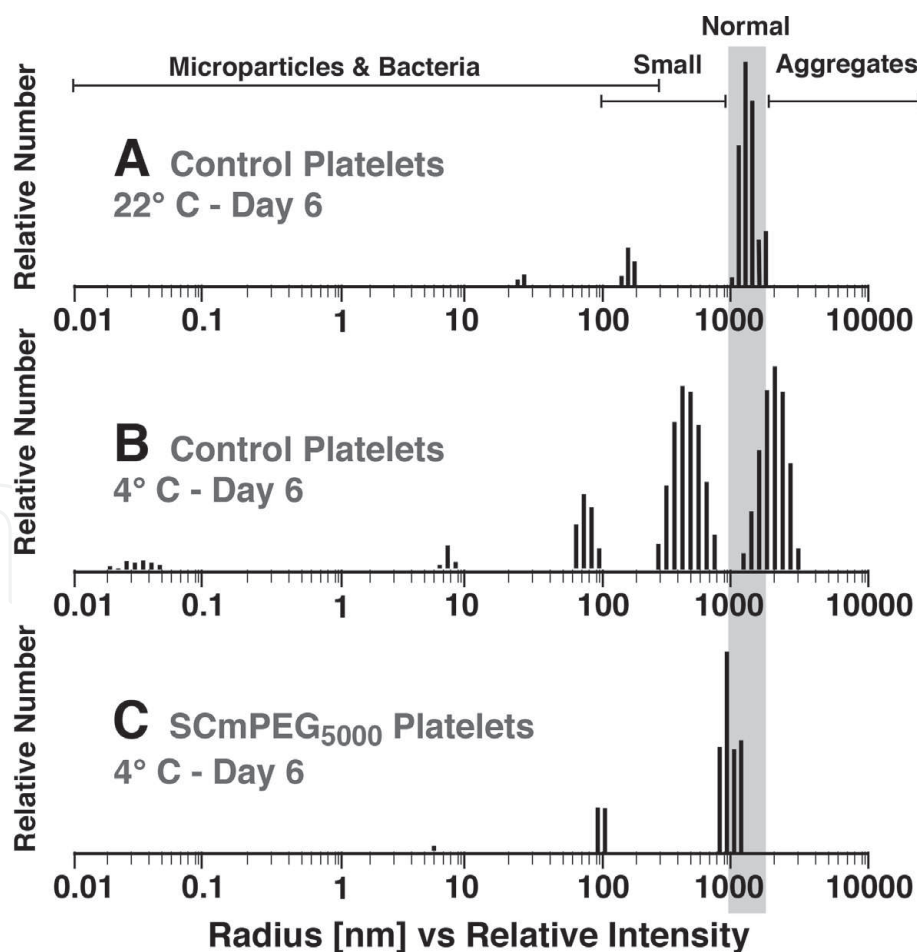 Normal
Microparticles & Bacteria
Small
Aggregates
Relative Number
A Control Platelets
22° C - Day 6
0.01 0.1 1 10 100 1000 10000
Relative Number
B Control Platelets
4° C - Day 6
0.01 0.1 1 10 100 1000 10000
Relative Number
C SCmPEG5000 Platelets
4° C - Day 6
0.01 0.1 1 10 100 1000 10000
Radius [nm] vs Relative Intensity